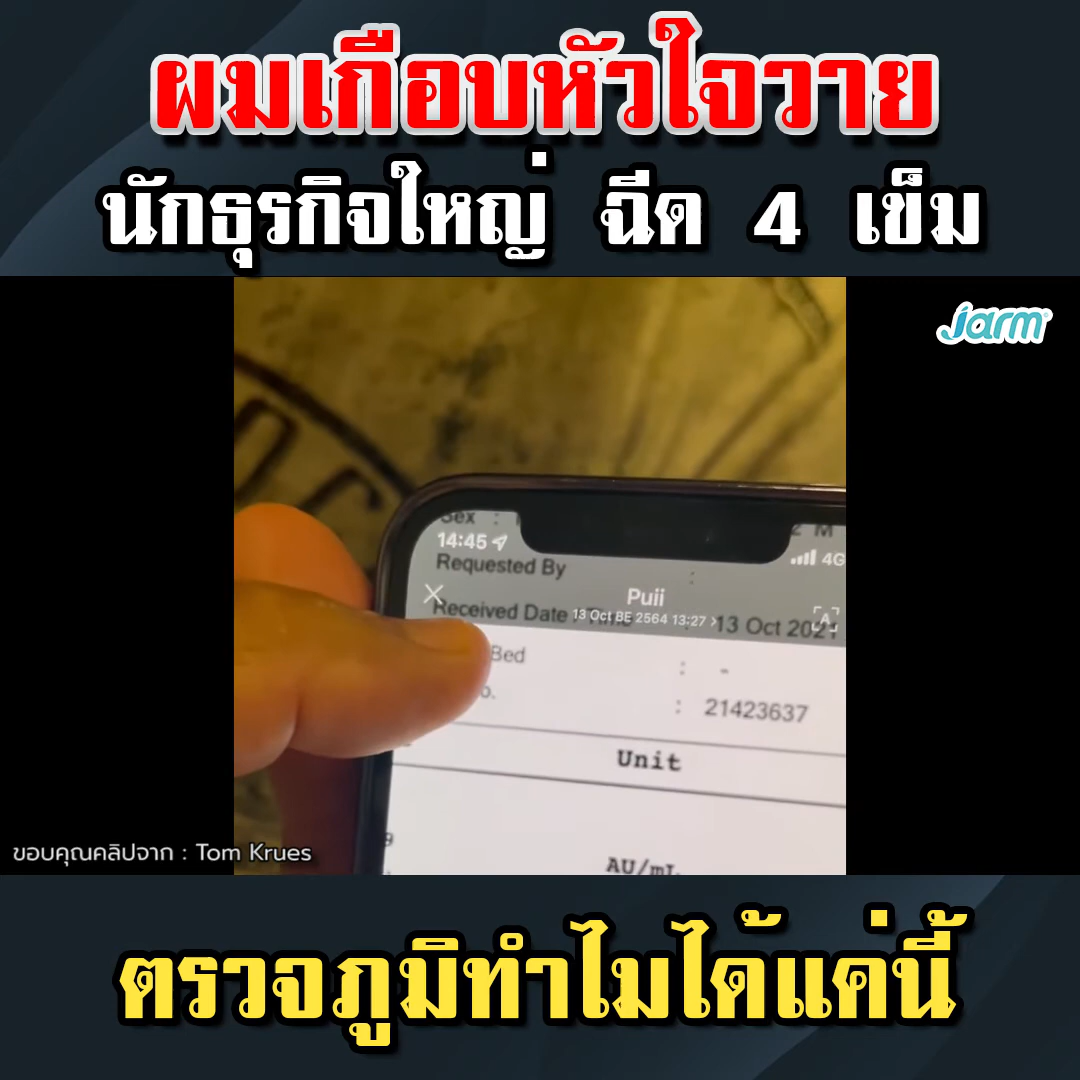 ผมเกือบหัวใจวาย
นักธุรกิจใหญ่ ฉีด 4 เข็ม
jarm
Sex :
14:45
4G
Requested By :
Puii
Received Date
13 Oct BE 2564 13:27
13 Oct 2021
Bed : -
: 21423637
Unit
AU/mL
ขอบคุณคลิปจาก : Tom Krues
ตรวจภูมิทำไมได้แค่นี้